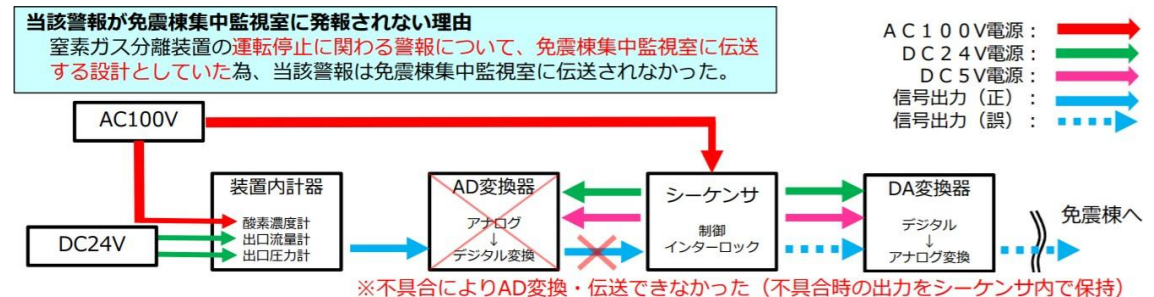 当該警報が免震棟集中監視室に発報されない理由
窒素ガス分離装置の運転停止に関わる警報について、免震棟集中監視室に伝送
する設計としていた為、当該警報は免震棟集中監視室に伝送されなかった。
AC100V電源:
DC24V電源:
DC5V電源:
信号出力(正):
信号出力(誤):
AC100V
DC24V
装置内計器
酸素濃度計
出口流量計
出口圧力計
AD変換器
アナログ
↓
デジタル変換
シーケンサ
制御
インターロック
DA変換器
デジタル
↓
アナログ変換
免震棟へ
※不具合によりAD変換・伝送できなかった(不具合時の出力をシーケンサ内で保持)